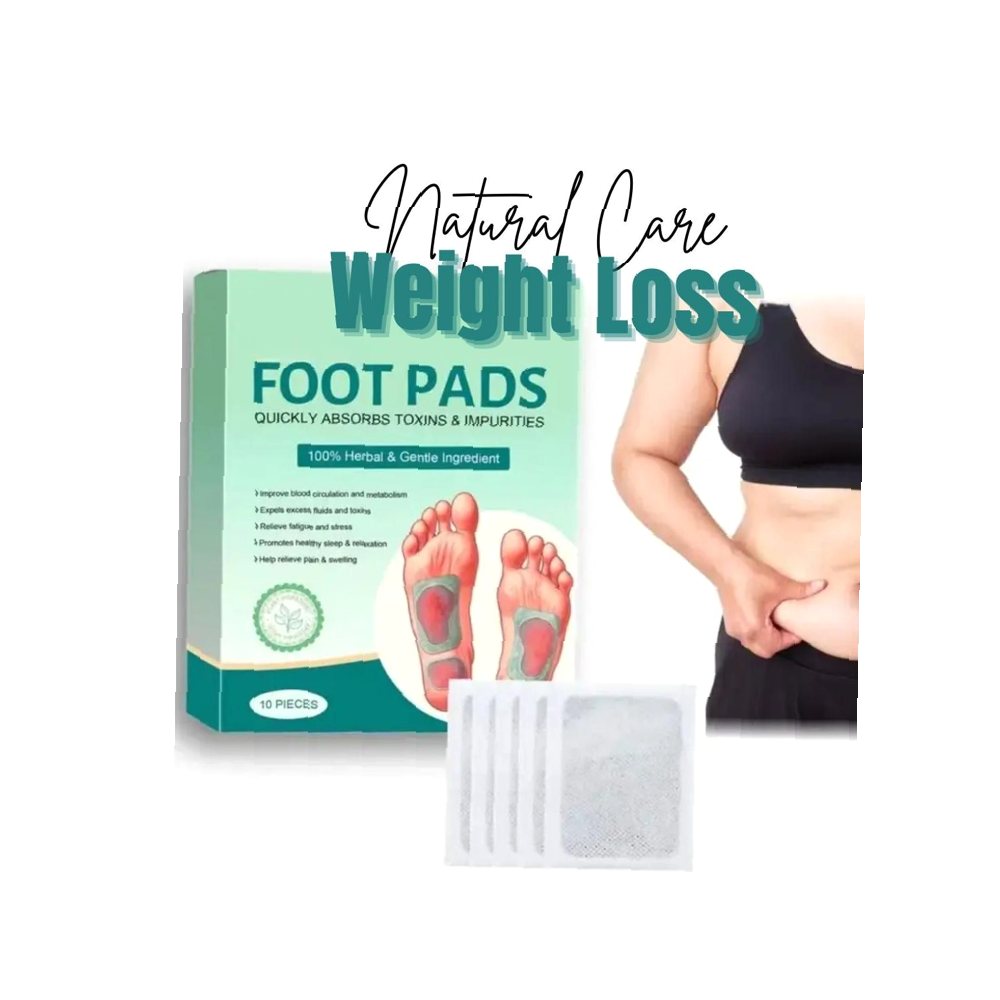 Natural Care
Weight Loss
FOOT PADS
QUICKLY ABSORBS TOXINS & IMPURITIES
100% Herbal & Gentle Ingredient
Improve blood circulation and metabolism
Expels excess fluids and toxins
Relieve fatigue and stress
Promotes healthy sleep & relaxation
Help relieve pain & swelling
10 PIECES